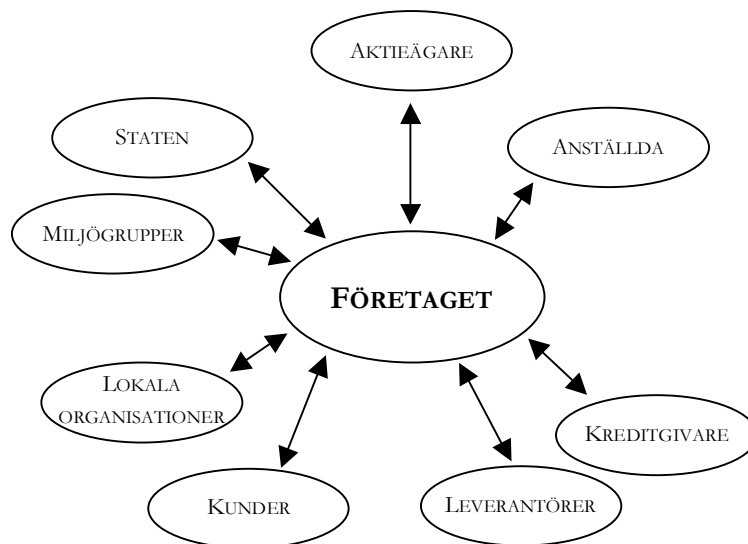 AKTIEÄGARE
STATEN
ANSTÄLLDA
MILJÖGRUPPER
FÖRETAGET
LOKALA
ORGANISATIONER
KREDITGIVARE
KUNDER
LEVERANTÖRER